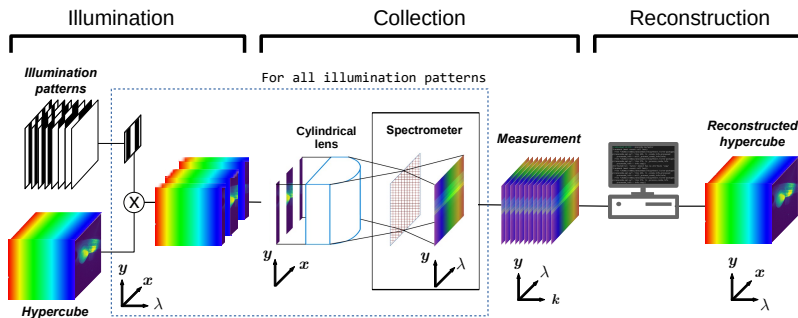 Illumination
Collection
Reconstruction
For all illumination patterns
Illumination
patterns
Cylindrical
lens
Spectrometer
Measurement
Reconstructed
hypercube
X
y
x
λ
Hypercube
y
x
y
λ
y
λ
k
y
x
λ